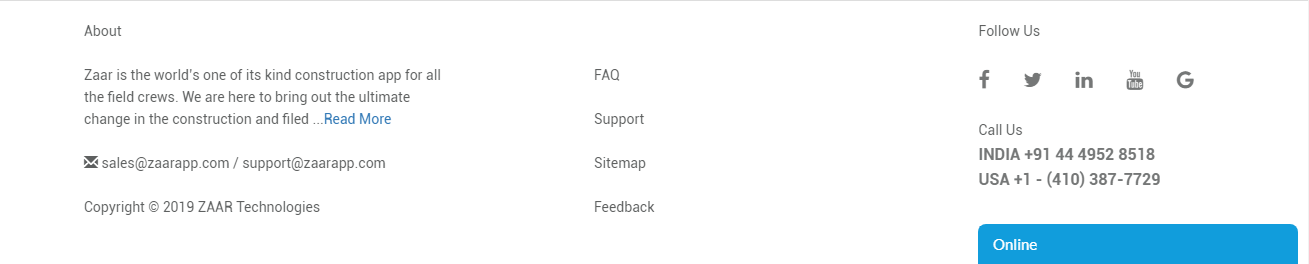 About
Zaar is the world's one of its kind construction app for all
the field crews. We are here to bring out the ultimate
change in the construction and filed ...Read More
sales@zaarapp.com / support@zaarapp.com
Copyright © 2019 ZAAR Technologies
FAQ
Support
Sitemap
Feedback
Follow Us
You
Tube
Call Us
INDIA +91 44 4952 8518
USA +1 - (410) 387-7729
Online